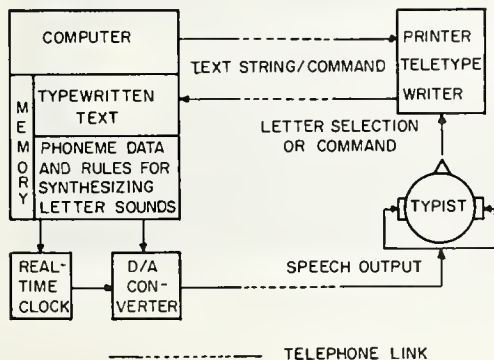 COMPUTER
MEMORY
TYPEWRITTEN
TEXT
PHONEME DATA
AND RULES FOR
SYNTHESIZING
LETTER SOUNDS
REAL-
TIME
CLOCK
D/A
CON-
VERTER
TEXT STRING/COMMAND
LETTER SELECTION
OR COMMAND
PRINTER
TELETYPE
WRITER
TYPIST
SPEECH OUTPUT
TELEPHONE LINK